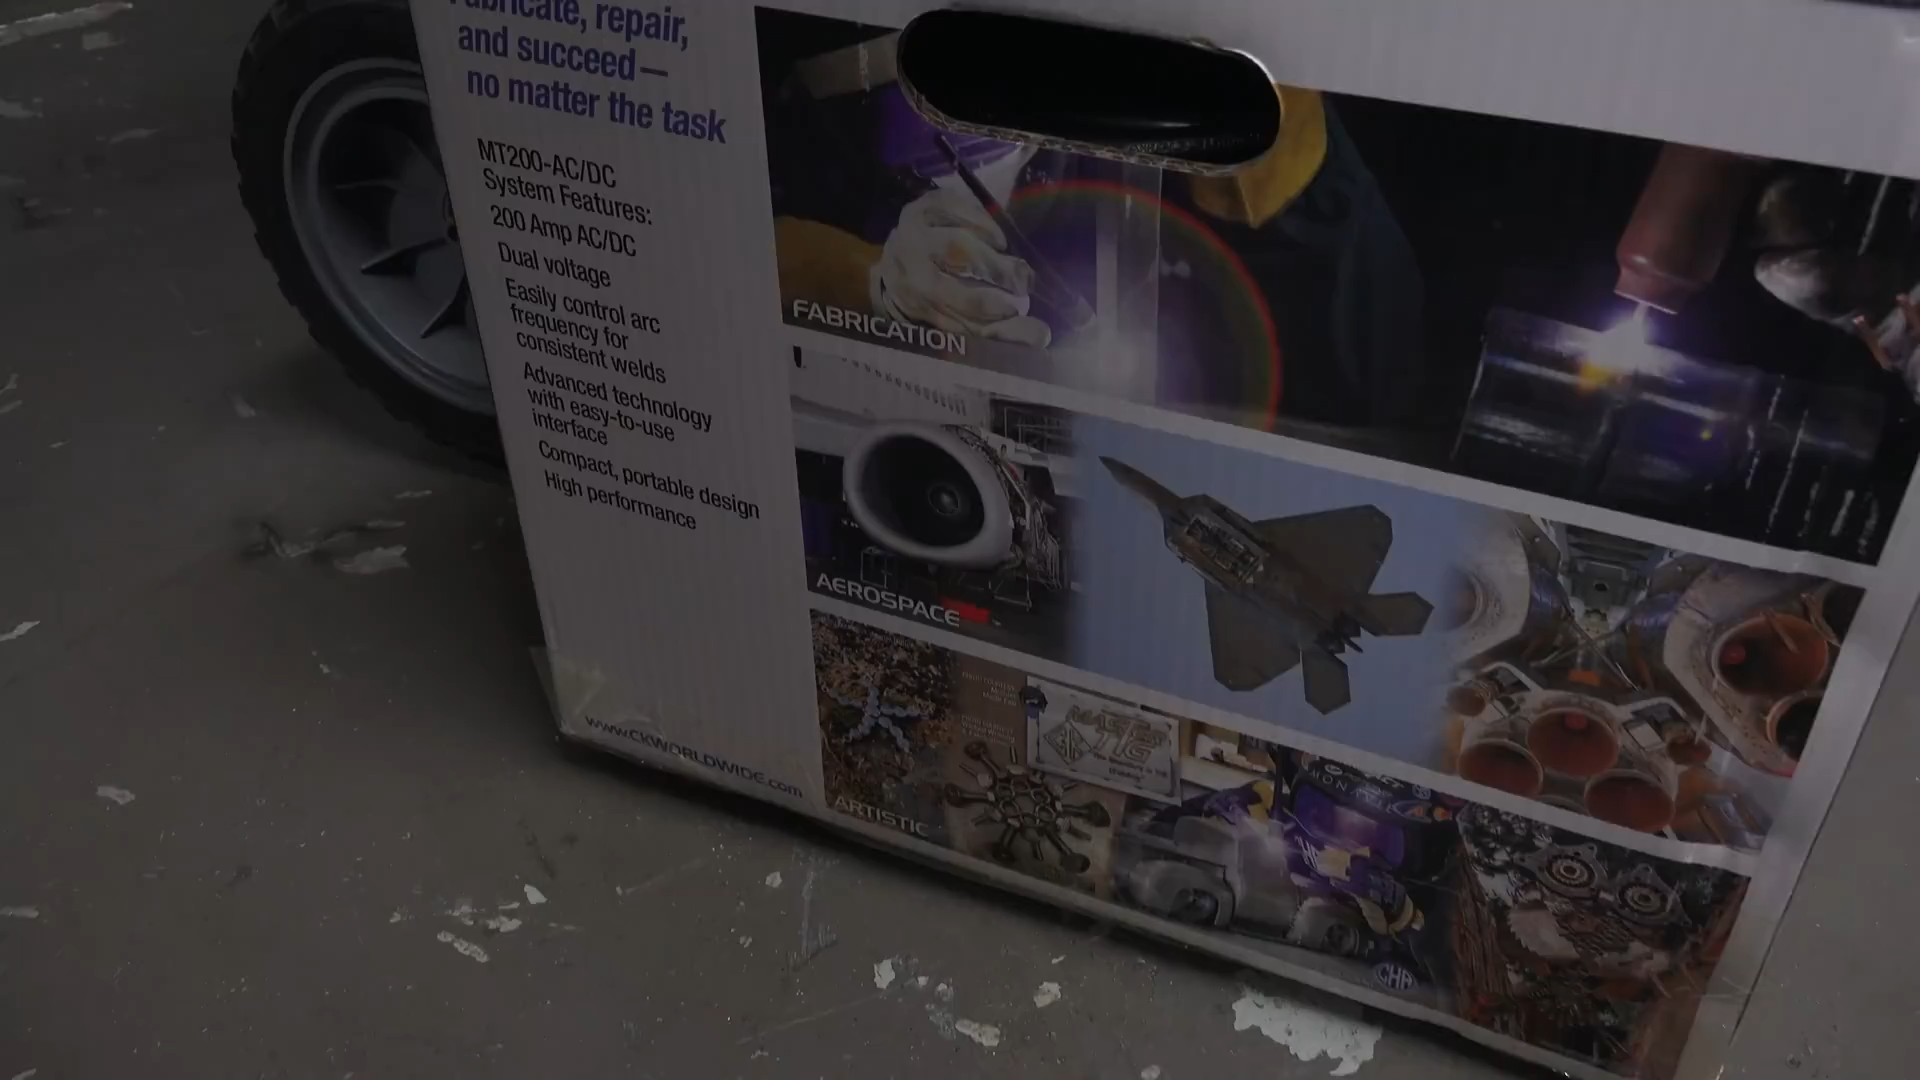 Fabricate, repair,
and succeed—
no matter the task
MT200-AC/DC
System Features:
200 Amp AC/DC
Dual voltage
Easily control arc
frequency for
consistent welds
Advanced technology
with easy-to-use
interface
Compact, portable design
High performance
www.CKWORLDWIDE.com
FABRICATION
AEROSPACE
ARTISTIC